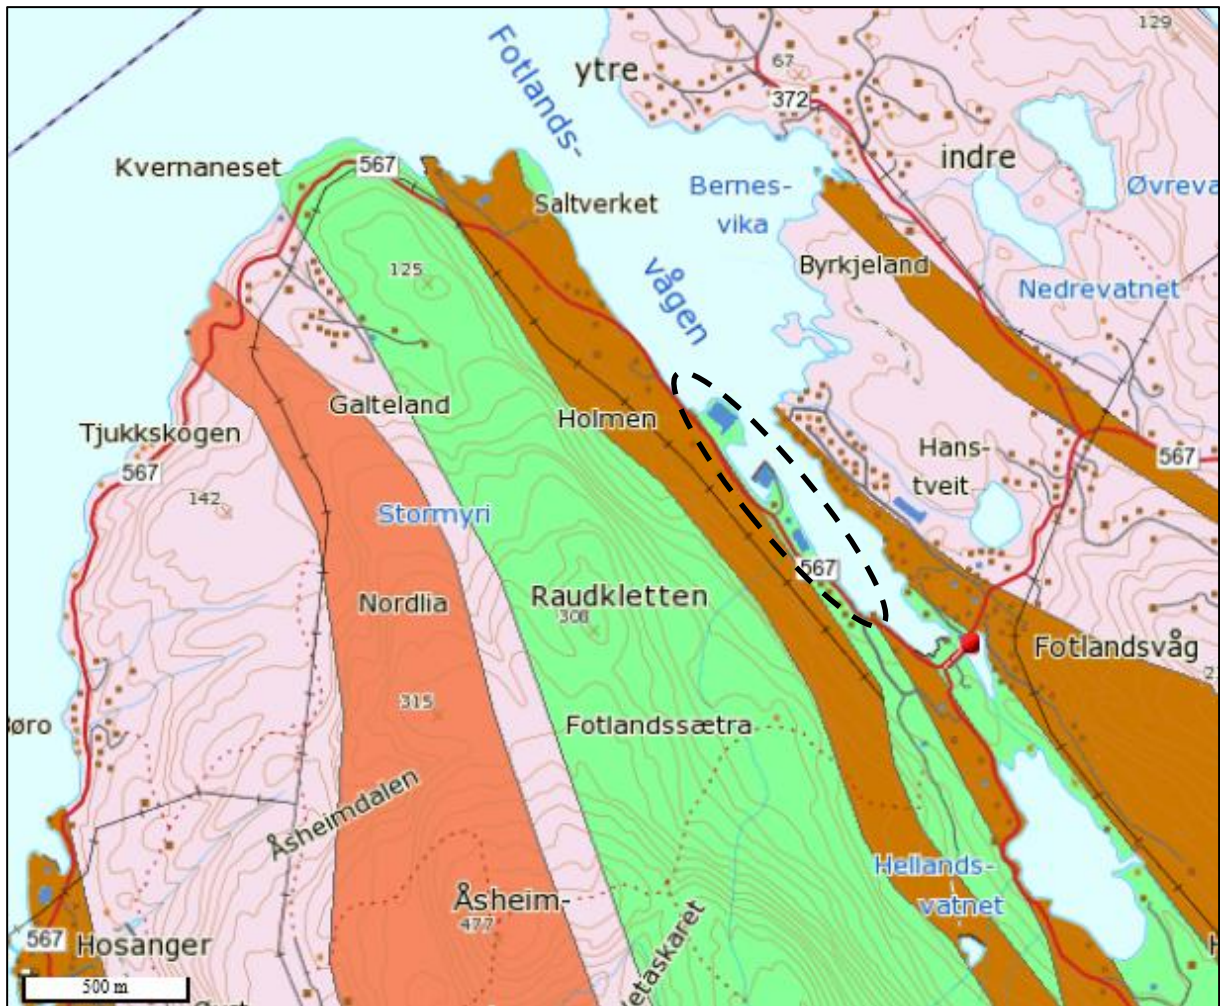 129
Fotlands-
ytre
67
372
Kvernaneset
567
indre
Øvreva
Bernes-
vika
Saltverket
vågen
Byrkjeland
125
Nedrevatnet
Galteland
Holmen
Tjukkskogen
567
Hans-
tveit
567
142
Stormyri
567
Nordlia
Raudkletten
308
Fotlandsvåg
315
Fotlandssætra
øro
Åsheimdalen
Hellands-
vatnet
Åsheim-
477
letaskaret
567
Hosanger
H
500 m